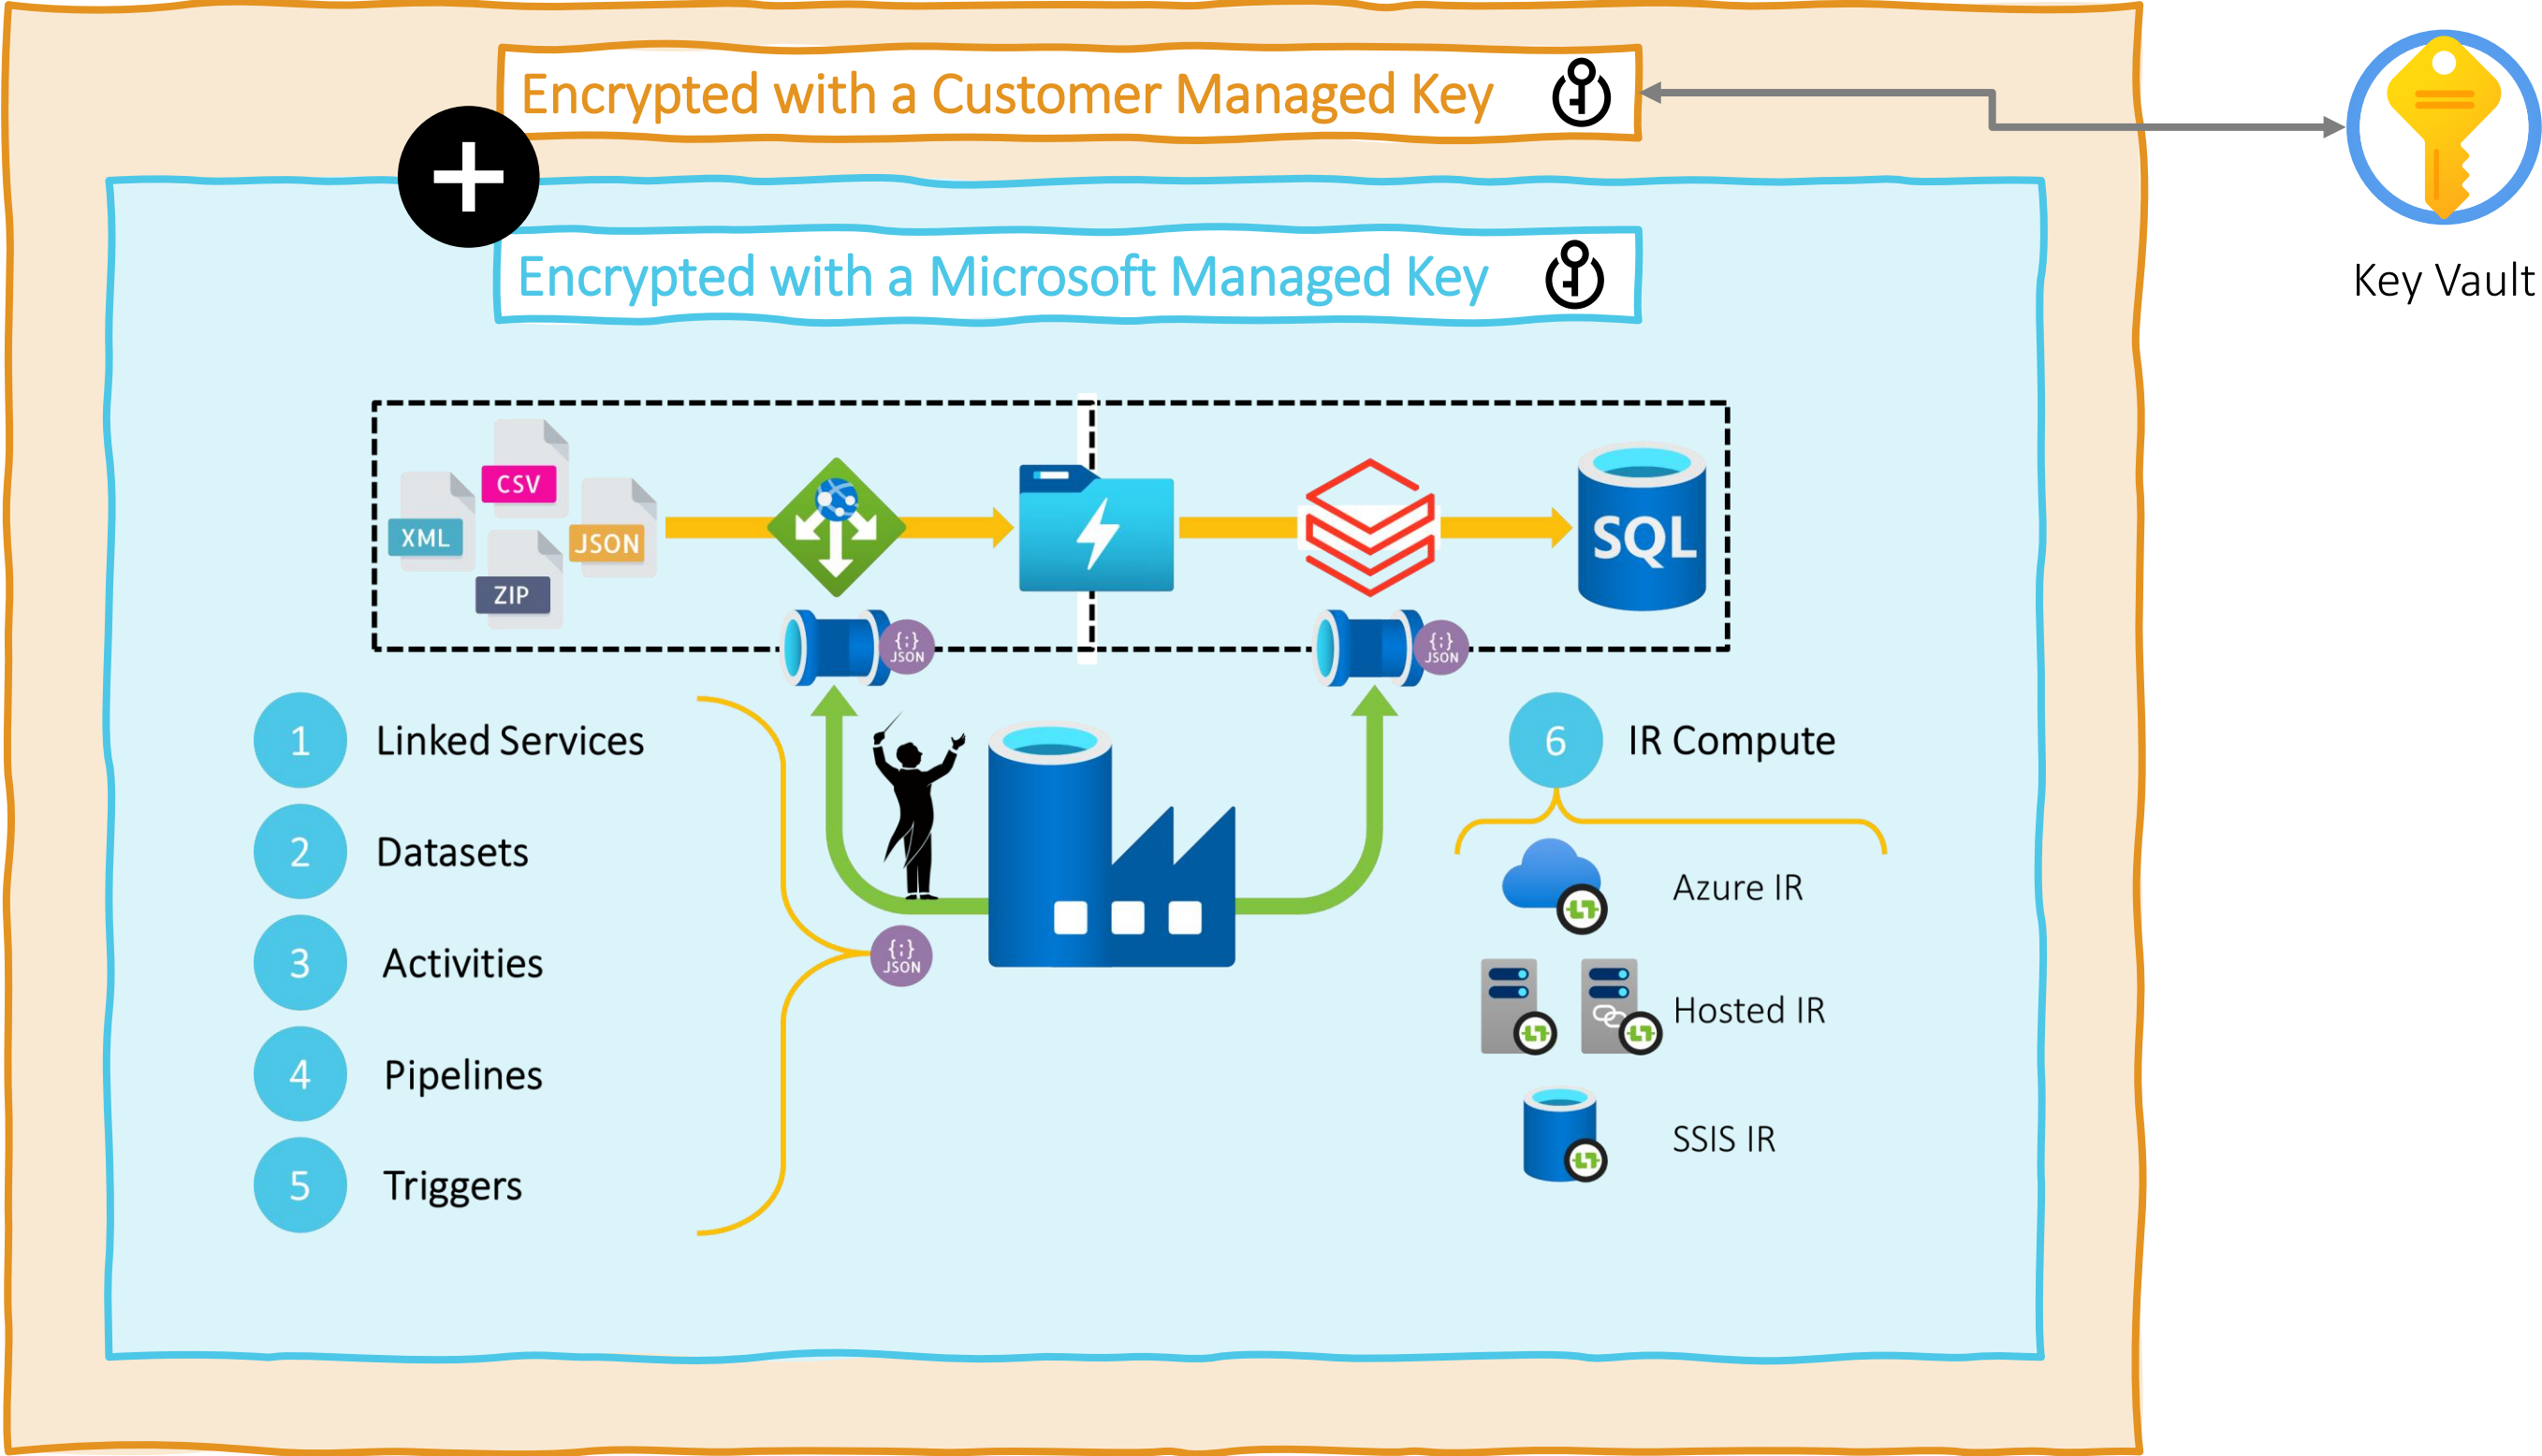 Encrypted with a Customer Managed Key
Encrypted with a Microsoft Managed Key
Key Vault
CSV
XML
JSON
ZIP
SQL
{;}
JSON
{;}
JSON
1 Linked Services
2 Datasets
3 Activities
4 Pipelines
5 Triggers
{;}
JSON
6 IR Compute
Azure IR
Hosted IR
SSIS IR